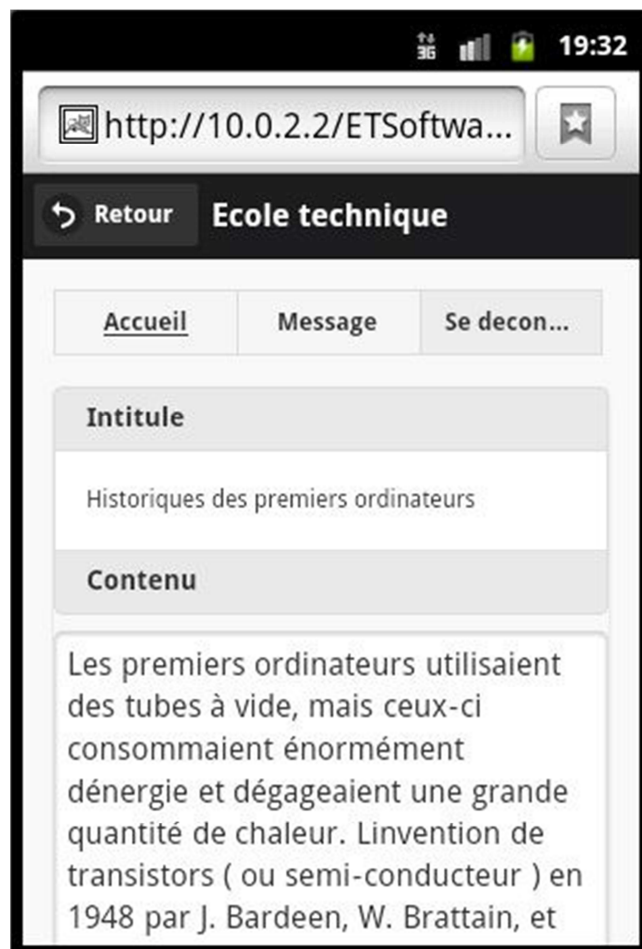 3G 19:32
http://10.0.2.2/ETSoftwa...
Retour Ecole technique
Accueil Message Se decon...
Intitule
Historiques des premiers ordinateurs
Contenu
Les premiers ordinateurs utilisaient
des tubes à vide, mais ceux-ci
consommaient énormément
dénergie et dégageaient une grande
quantité de chaleur. Linvention de
transistors ( ou semi-conducteur ) en
1948 par J. Bardeen, W. Brattain, et